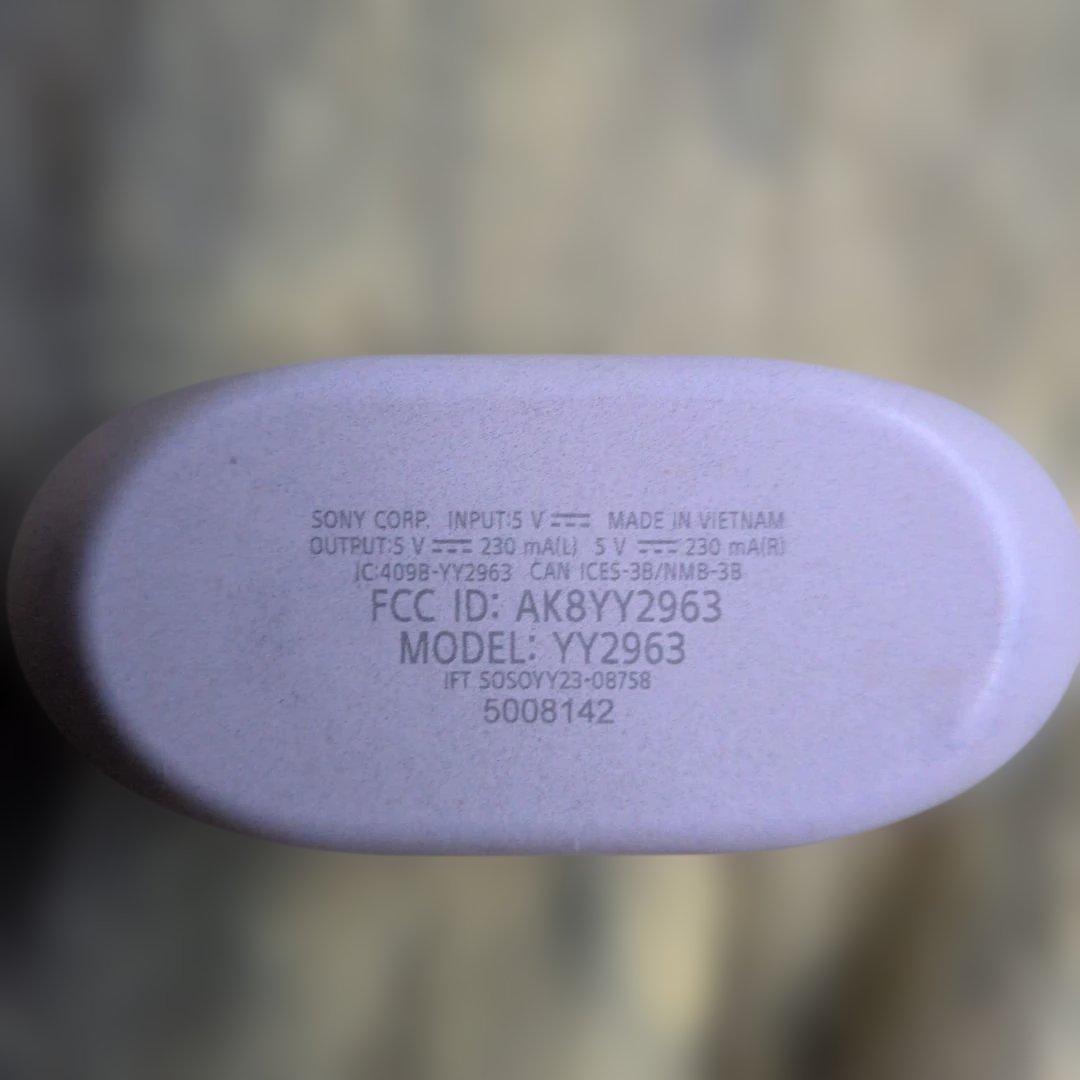 SONY CORP. INPUT:5 V ⎓ MADE IN VIETNAM
OUTPUT:5 V ⎓ 230 mA(L) 5 V ⎓ 230 mA(R)
IC:409B-YY2963 CAN ICES-3B/NMB-3B
FCC ID: AK8YY2963
MODEL: YY2963
IFT SOSOYY23-08758
5008142